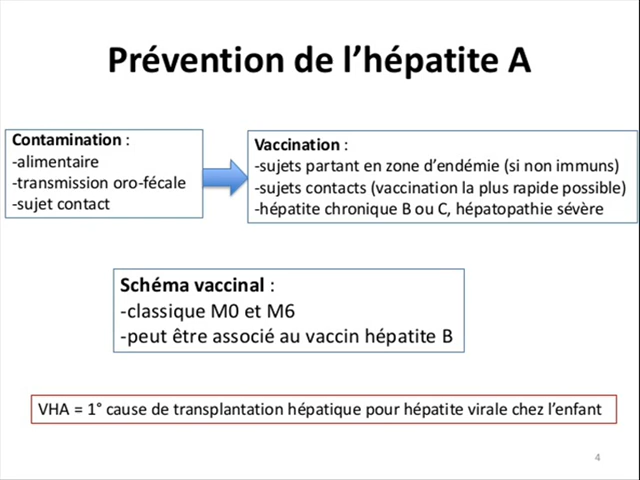 Prévention de l’hépatite A
Contamination :
-alimentaire
-transmission oro-fécale
-sujet contact
Vaccination :
-sujets partant en zone d’endémie (si non immuns)
-sujets contacts (vaccination la plus rapide possible)
-hépatite chronique B ou C, hépatopathie sévère
Schéma vaccinal :
-classique M0 et M6
-peut être associé au vaccin hépatite B
VHA = 1° cause de transplantation hépatique pour hépatite virale chez l’enfant
4